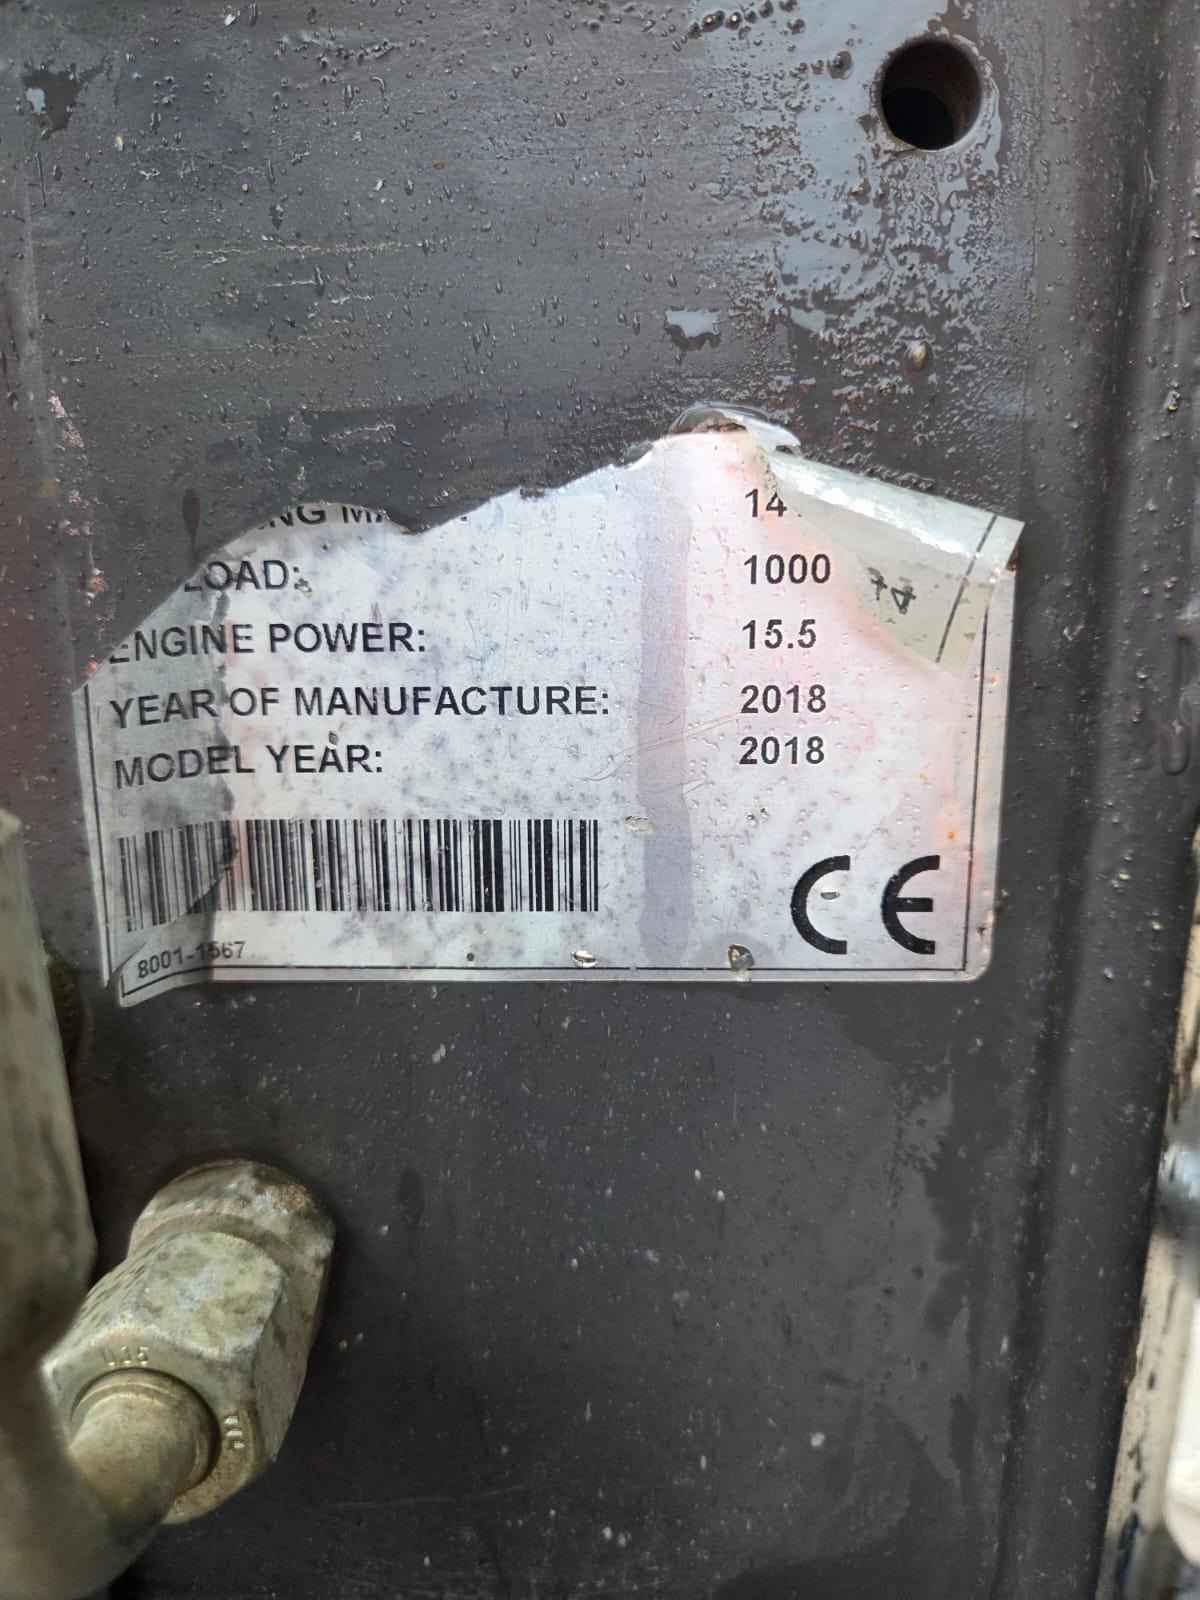 14
LOAD: 1000
ENGINE POWER: 15.5
YEAR OF MANUFACTURE: 2018
MODEL YEAR: 2018
8001-1567
CE